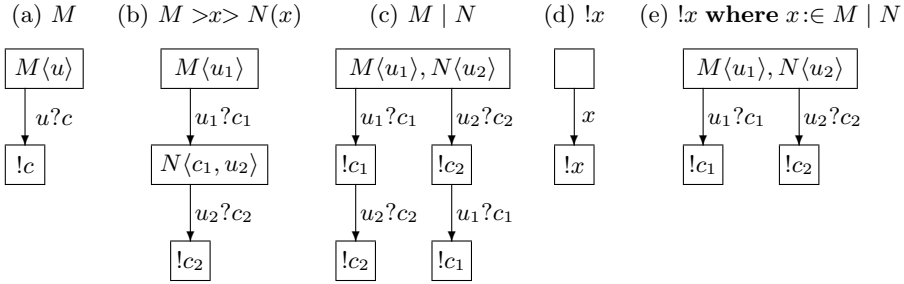 (a) M (b) M >x> N(x) (c) M | N (d) !x (e) !x where x:∈ M | N
M⟨u⟩ M⟨u₁⟩ M⟨u₁⟩, N⟨u₂⟩ M⟨u₁⟩, N⟨u₂⟩
u?c u₁?c₁ u₁?c₁ u₂?c₂ x u₁?c₁ u₂?c₂
!c N⟨c₁, u₂⟩ !c₁ !c₂ !x !c₁ !c₂
u₂?c₂ u₂?c₂ u₁?c₁
!c₂ !c₂ !c₁